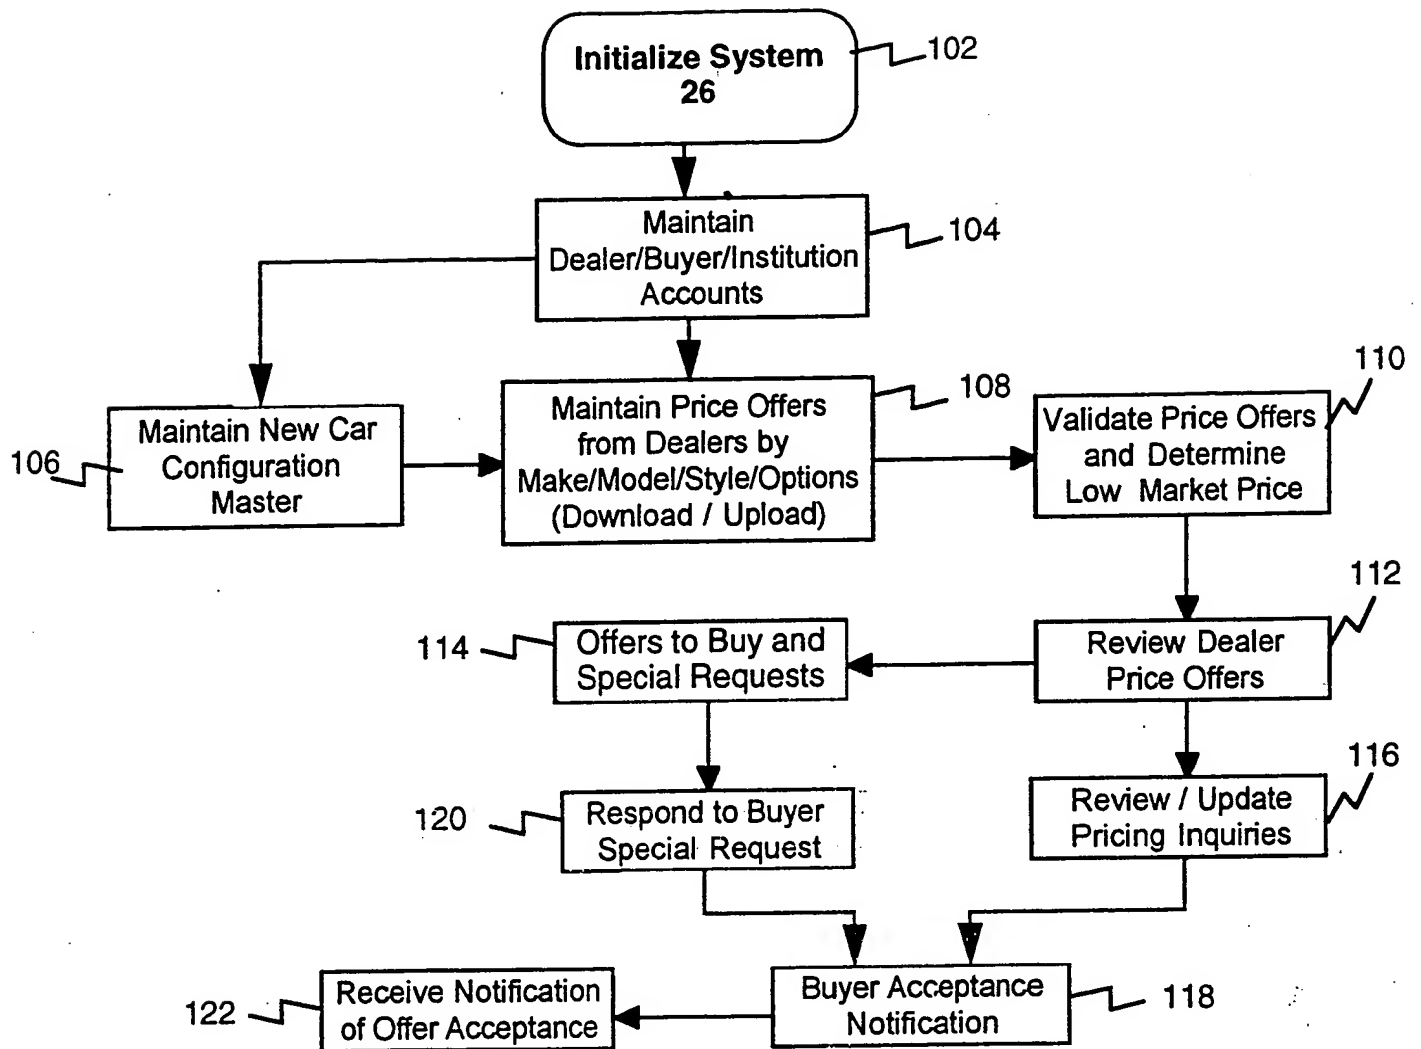 Initialize System
26
102
Maintain
Dealer/Buyer/Institution
Accounts
104
106
Maintain New Car
Configuration
Master
Maintain Price Offers
from Dealers by
Make/Model/Style/Options
(Download / Upload)
108
Validate Price Offers
and Determine
Low Market Price
110
112
114
Offers to Buy and
Special Requests
Review Dealer
Price Offers
116
120
Respond to Buyer
Special Request
Review / Update
Pricing Inquiries
122
Receive Notification
of Offer Acceptance
Buyer Acceptance
Notification
118